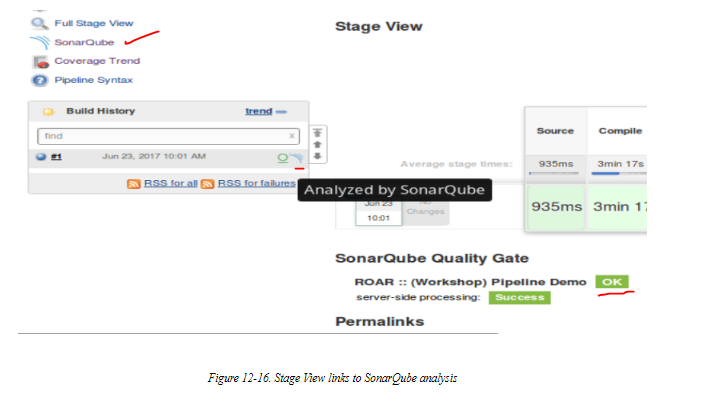 Full Stage View
SonarQube
Coverage Trend
Pipeline Syntax
Build History trend
find x
#1 Jun 23, 2017 10:01 AM
RSS for all RSS for failures
Stage View
Source Compile
Average stage times: 935ms 3min 17s
Analyzed by SonarQube
Jun 23
10:01
No
Changes
935ms 3min 17
SonarQube Quality Gate
ROAR :: (Workshop) Pipeline Demo OK
server-side processing: Success
Permalinks
Figure 12-16. Stage View links to SonarQube analysis